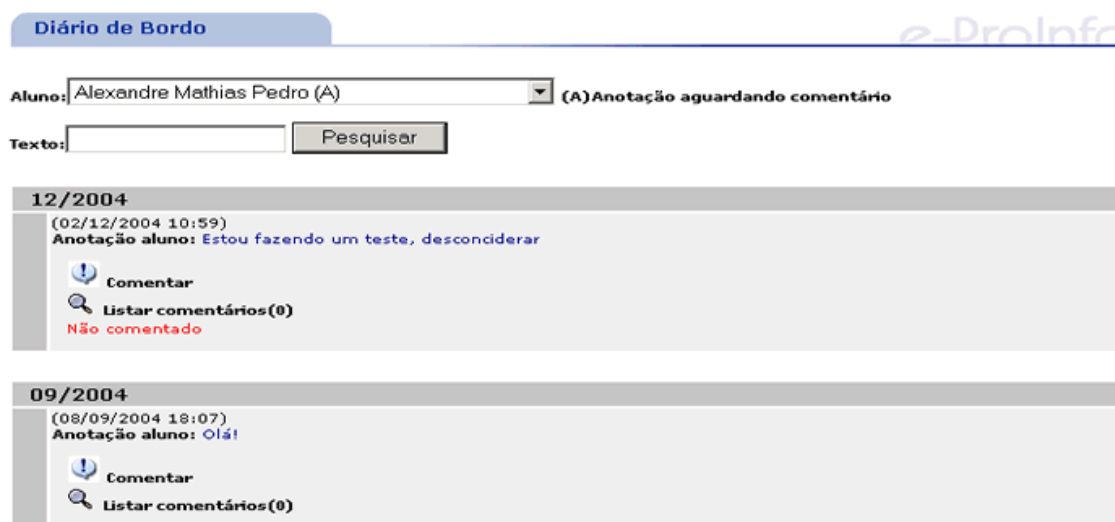 Diário de Bordo
e-ProInfo
Aluno: Alexandre Mathias Pedro (A) (A)Anotação aguardando comentário
Texto: Pesquisar
12/2004
(02/12/2004 10:59)
Anotação aluno: Estou fazendo um teste, desconciderar
Comentar
Listar comentários(0)
Não comentado
09/2004
(08/09/2004 18:07)
Anotação aluno: Olá!
Comentar
Listar comentários(0)